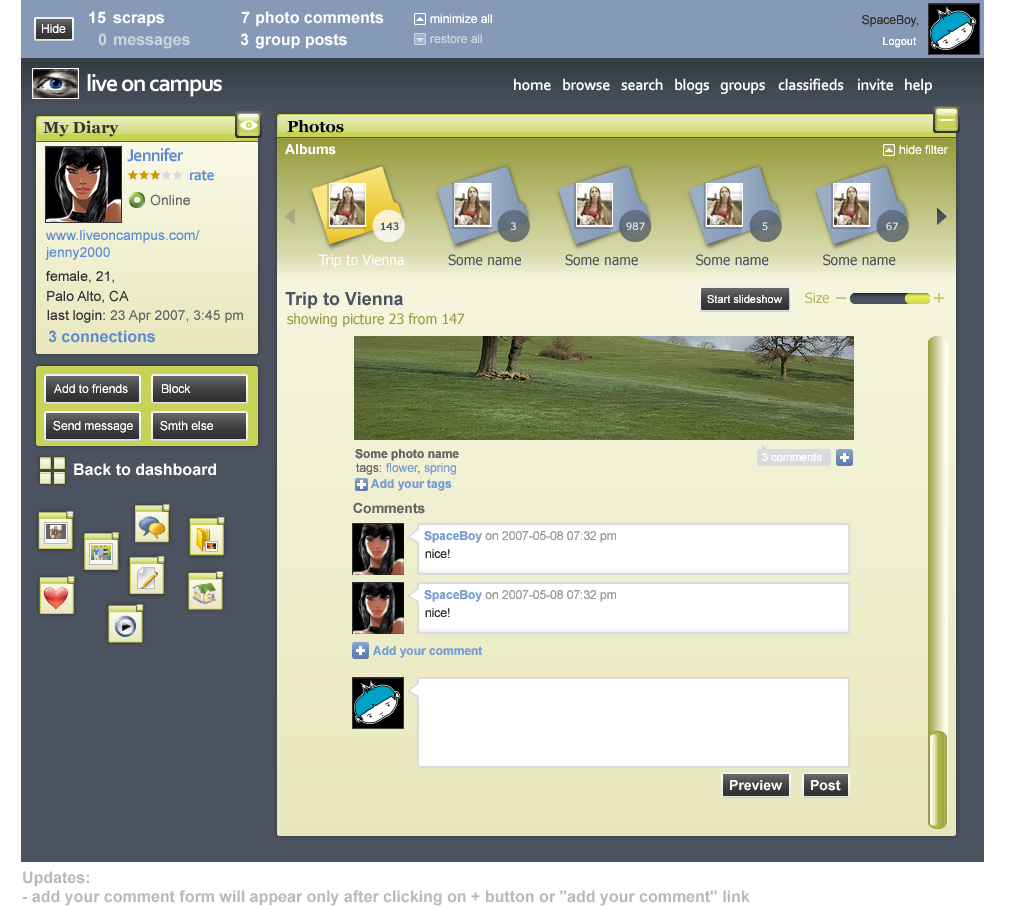 Hide
15 scraps
0 messages
7 photo comments
3 group posts
minimize all
restore all
SpaceBoy,
Logout
live on campus
home browse search blogs groups classifieds invite help
My Diary
Jennifer
rate
Online
www.liveoncampus.com/
jenny2000
female, 21,
Palo Alto, CA
last login: 23 Apr 2007, 3:45 pm
3 connections
Add to friends
Block
Send message
Smth else
Back to dashboard
Photos
Albums
hide filter
143
3
987
5
67
Trip to Vienna
Some name
Some name
Some name
Some name
Trip to Vienna
showing picture 23 from 147
Start slideshow
Size
Some photo name
tags: flower, spring
Add your tags
3 comments
Comments
SpaceBoy on 2007-05-08 07:32 pm
nice!
SpaceBoy on 2007-05-08 07:32 pm
nice!
Add your comment
Preview
Post
Updates:
- add your comment form will appear only after clicking on + button or "add your comment" link